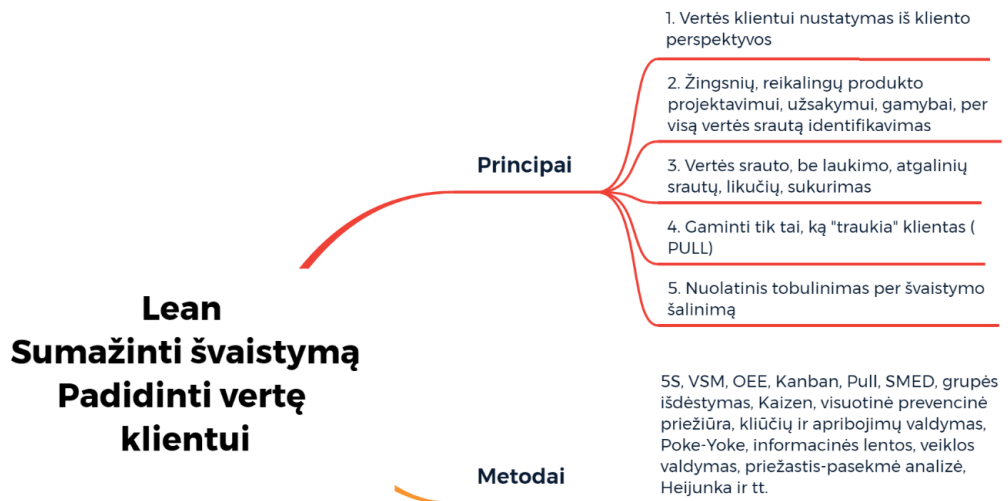 1. Vertės klientui nustatymas iš kliento
perspektyvos
2. Žingsnių, reikalingų produkto
projektavimui, užsakymui, gamybai, per
visą vertės srautą identifikavimas
Principai
3. Vertės srauto, be laukimo, atgalinių
srautų, likučių, sukurimas
4. Gaminti tik tai, ką "traukia" klientas (
PULL)
5. Nuolatinis tobulinimas per švaistymo
šalinimą
Lean
Sumažinti švaistymą
Padidinti vertę
klientui
5S, VSM, OEE, Kanban, Pull, SMED, grupės
išdėstymas, Kaizen, visuotinė prevencinė
priežiūra, kliūčių ir apribojimų valdymas,
Poke-Yoke, informacinės lentos, veiklos
valdymas, priežastis-pasekmė analizė,
Heijunka ir tt.
Metodai